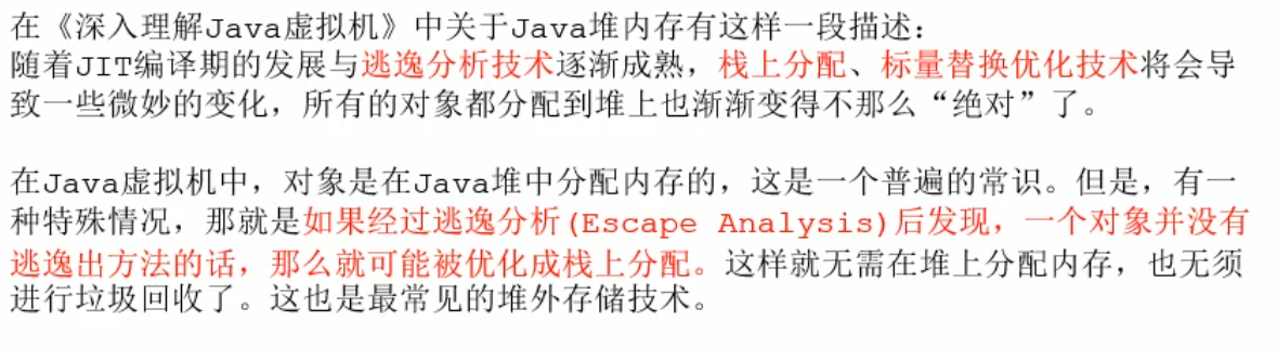 在《深入理解Java虚拟机》中关于Java堆内存有这样一段描述：
随着JIT编译期的发展与逃逸分析技术逐渐成熟，栈上分配、标量替换优化技术将会导
致一些微妙的变化，所有的对象都分配到堆上也渐渐变得不那么“绝对”了。
在Java虚拟机中，对象是在Java堆中分配内存的，这是一个普遍的常识。但是，有一
种特殊情况，那就是如果经过逃逸分析(Escape Analysis)后发现，一个对象并没有
逃逸出方法的话，那么就可能被优化成栈上分配。这样就无需在堆上分配内存，也无须
进行垃圾回收了。这也是最常见的堆外存储技术。